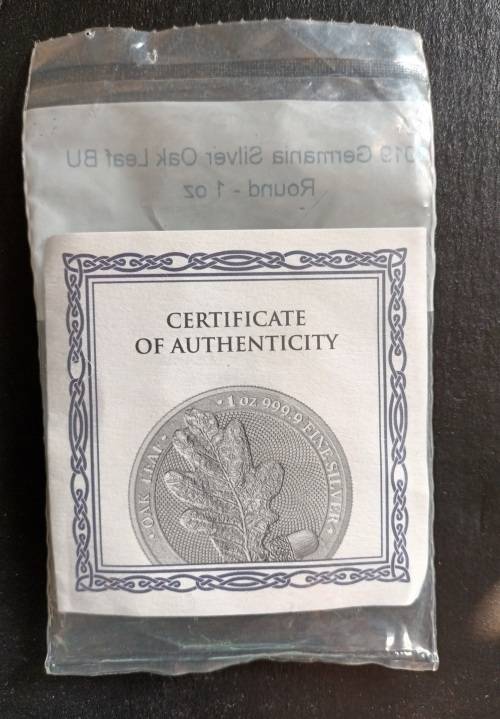 2019 Germania Silver Oak Leaf BU
Round - 1 oz
CERTIFICATE
OF AUTHENTICITY
• OAK LEAF •
• 1 OZ 999.9 FINE SILVER •